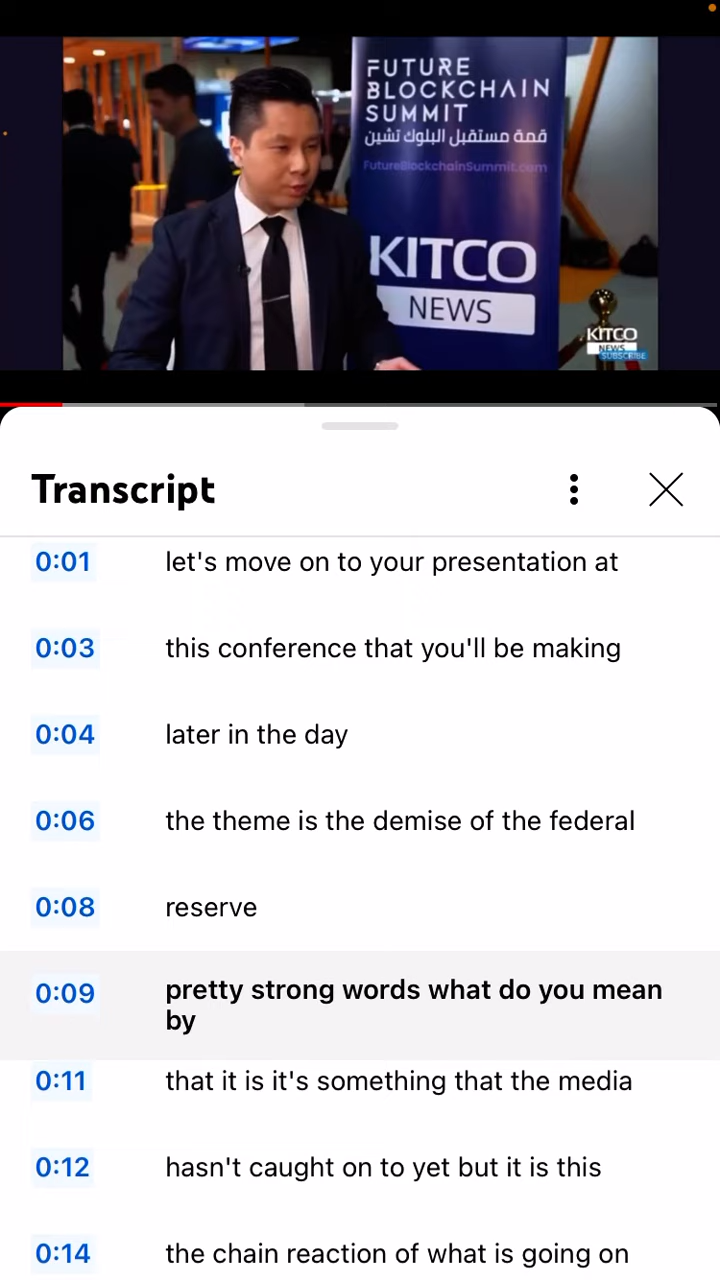 FUTURE
BLOCKCHAIN
SUMMIT
قمة مستقبل البلوك تشين
FutureBlockchainSummit.com
KITCO
NEWS
KITCO
NEWS
SUBSCRIBE
Transcript
0:01 let's move on to your presentation at
0:03 this conference that you'll be making
0:04 later in the day
0:06 the theme is the demise of the federal
0:08 reserve
0:09 pretty strong words what do you mean
by
0:11 that it is it's something that the media
0:12 hasn't caught on to yet but it is this
0:14 the chain reaction of what is going on